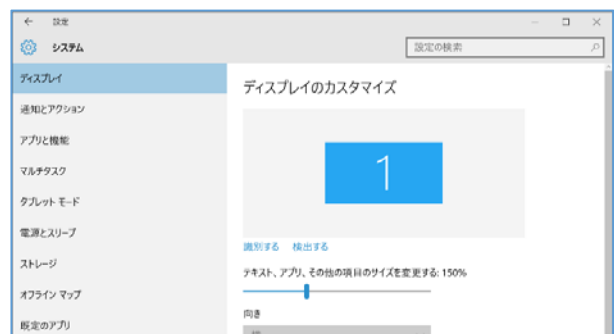 ← 設定
システム
設定の検索
ディスプレイ
通知とアクション
アプリと機能
マルチタスク
タブレット モード
電源とスリープ
ストレージ
オフライン マップ
既定のアプリ
ディスプレイのカスタマイズ
1
識別する 検出する
テキスト、アプリ、その他の項目のサイズを変更する: 150%
向き